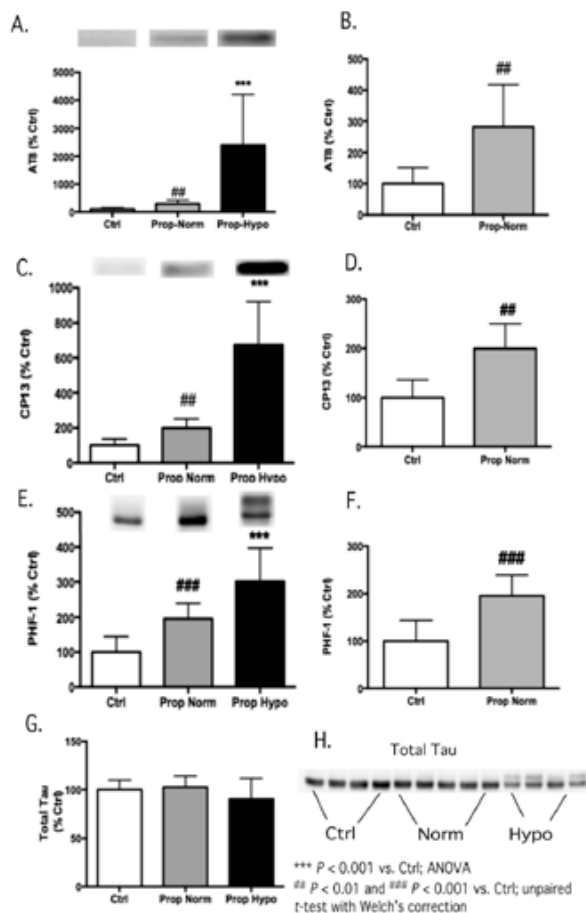 A.
5000
4000
3000
2000
1000
0
AT8 (% Ctrl)
***
##
Ctrl
Prop-Norm
Prop-Hypo
B.
500
400
300
200
100
0
AT8 (% Ctrl)
##
Ctrl
Prop-Norm
C.
1000
800
600
400
200
0
CP13 (% Ctrl)
***
##
Ctrl
Prop Norm
Prop Hypo
D.
300
200
100
0
CP13 (% Ctrl)
##
Ctrl
Prop Norm
E.
500
400
300
200
100
0
PHF-1 (% Ctrl)
***
###
Ctrl
Prop Norm
Prop Hypo
F.
300
200
100
0
PHF-1 (% Ctrl)
###
Ctrl
Prop Norm
G.
150
100
50
0
Total Tau
(% Ctrl)
Ctrl
Prop Norm
Prop Hypo
H.
Total Tau
Ctrl
Norm
Hypo
*** P < 0.001 vs. Ctrl; ANOVA
## P < 0.01 and ### P < 0.001 vs. Ctrl; unpaired
t-test with Welch's correction